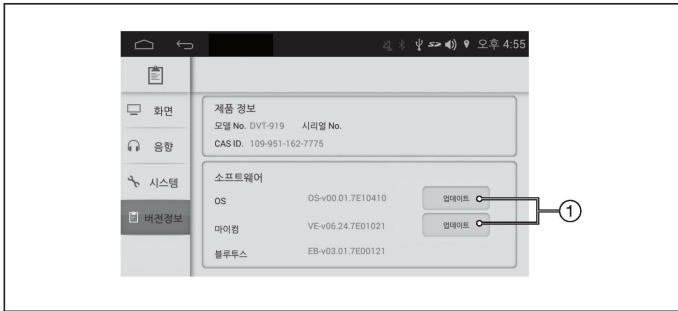 오후 4:55
화면
음향
시스템
버전정보
제품 정보
모델 No. DVT-919 시리얼 No.
CAS ID. 109-951-162-7775
소프트웨어
OS OS-v00.01.7E10410 업데이트
마이컴 VE-v06.24.7E01021 업데이트
블루투스 EB-v03.01.7E00121
①